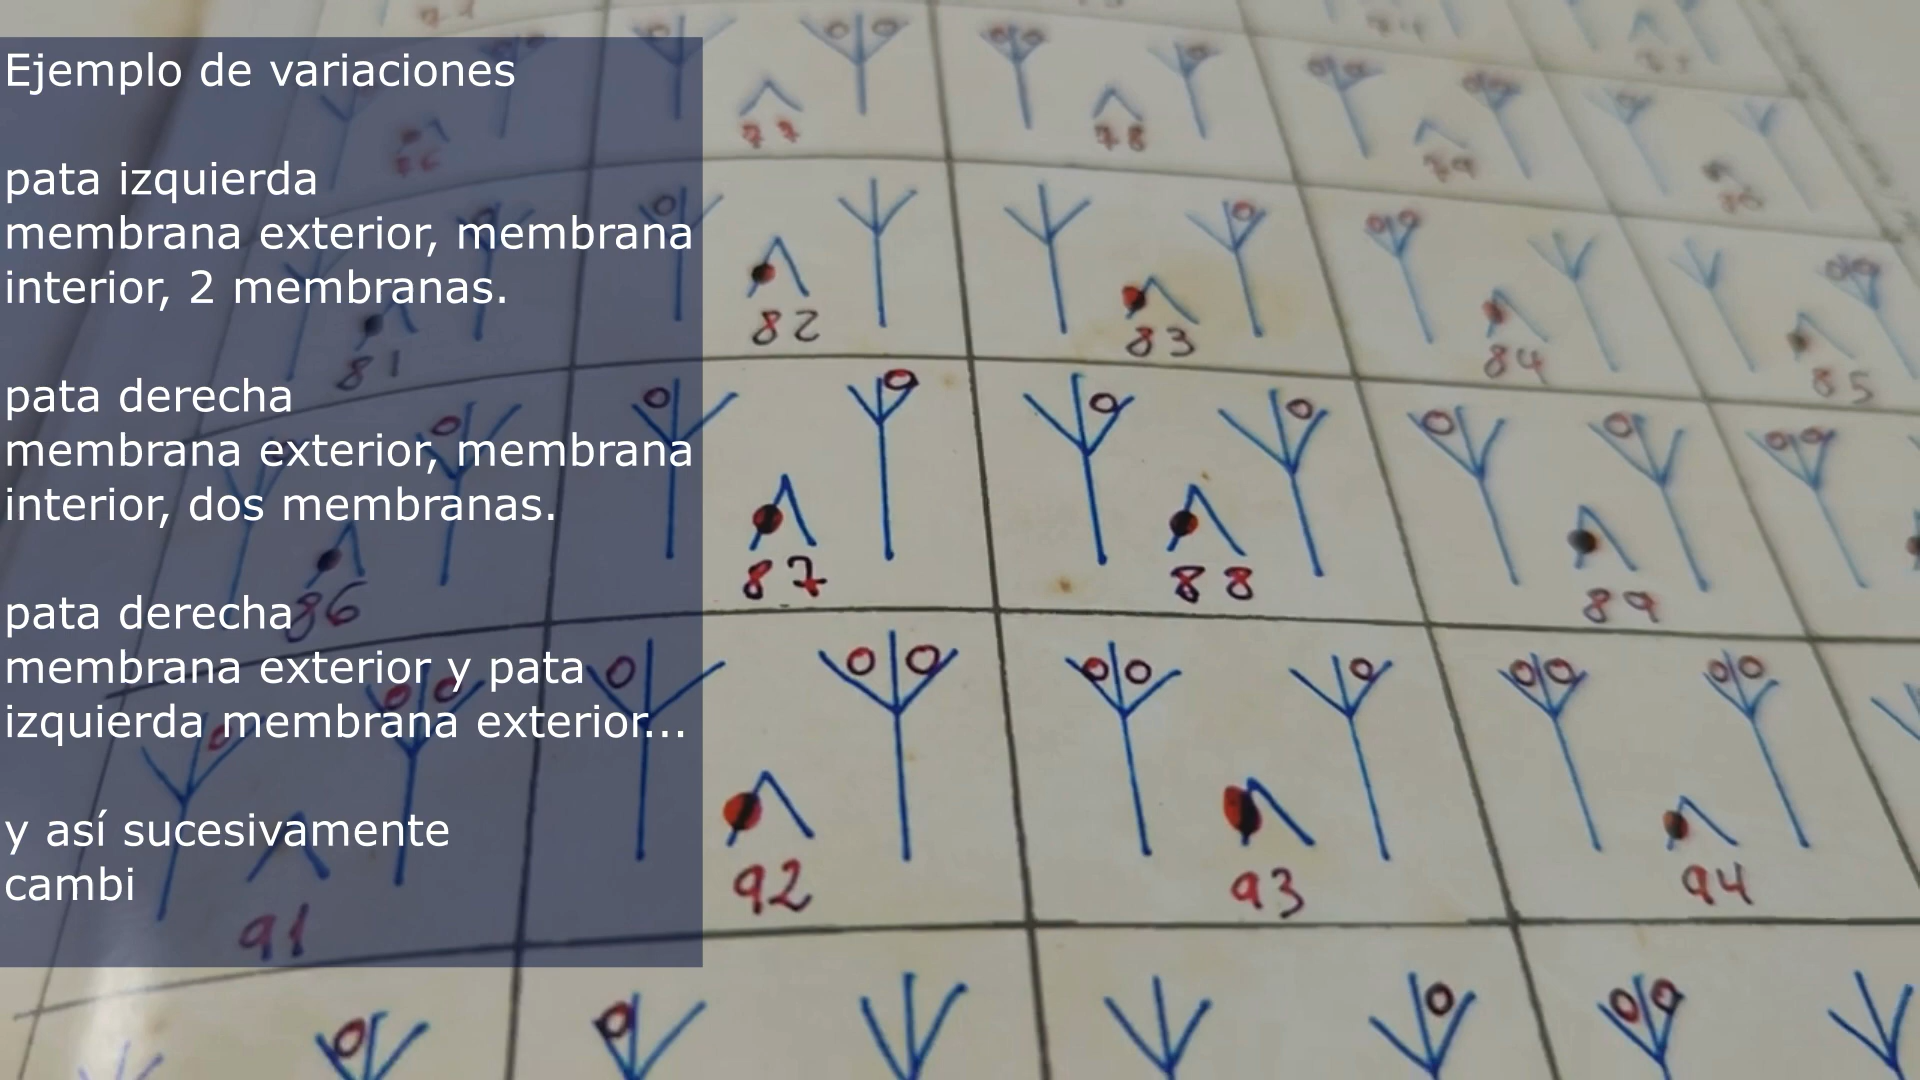 Ejemplo de variaciones
pata izquierda
membrana exterior, membrana
interior, 2 membranas.
pata derecha
membrana exterior, membrana
interior, dos membranas.
pata derecha
membrana exterior y pata
izquierda membrana exterior...
y así sucesivamente
cambi
76 77 78 79
81 82 83 84 85
86 87 88 89
91 92 93 94